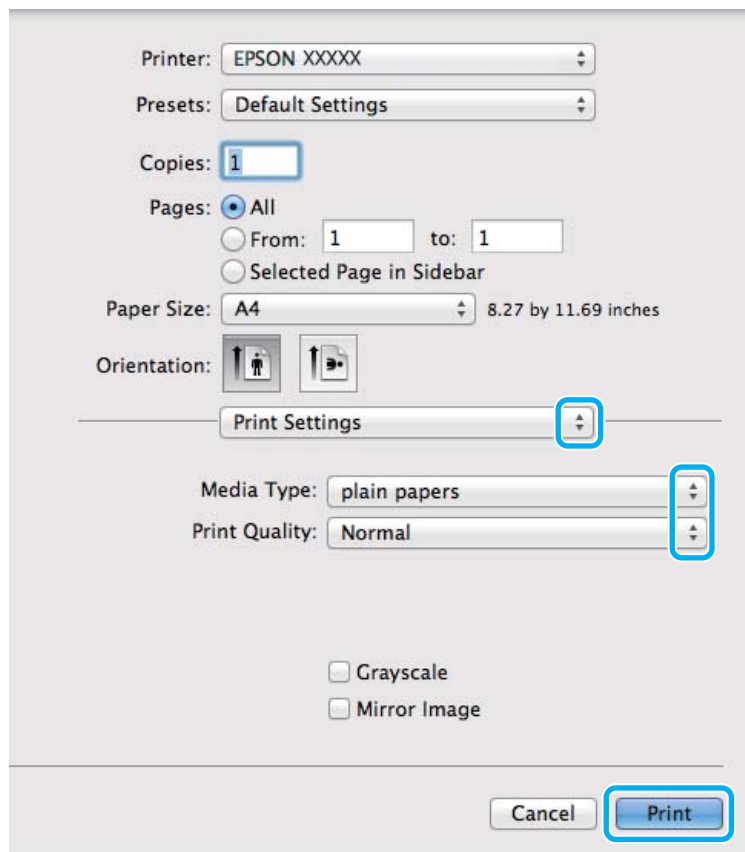 Printer: EPSON XXXXX
Presets: Default Settings
Copies: 1
Pages: All
From: 1 to: 1
Selected Page in Sidebar
Paper Size: A4 8.27 by 11.69 inches
Orientation:
Print Settings
Media Type: plain papers
Print Quality: Normal
Grayscale
Mirror Image
Cancel Print